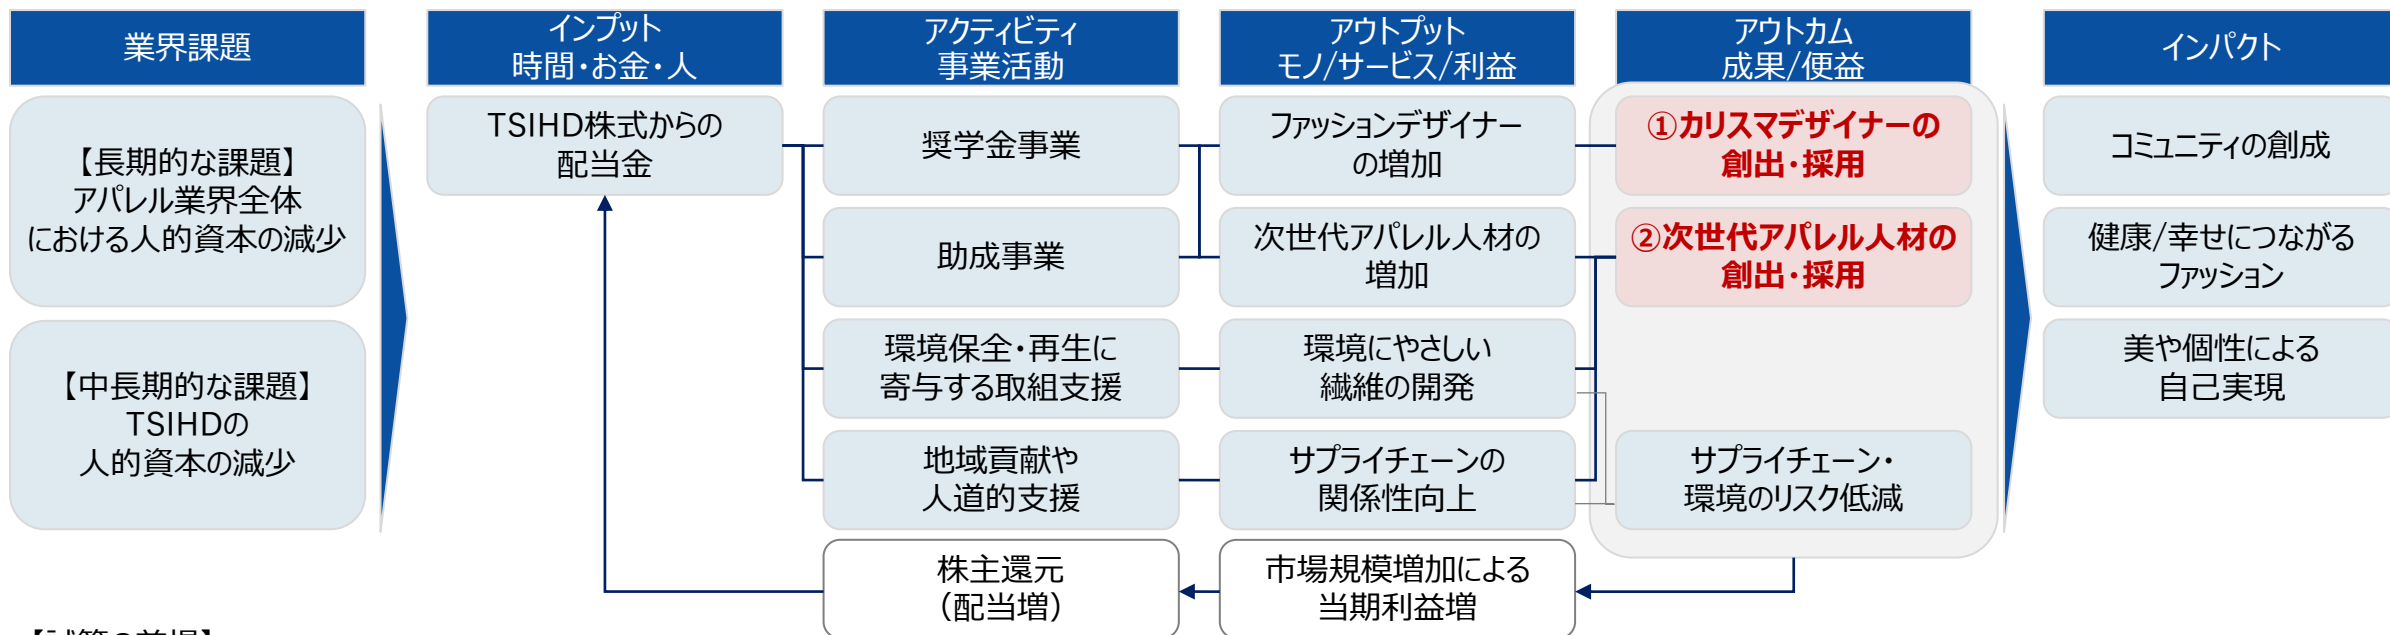 業界課題
インプット
時間・お金・人
アクティビティ
事業活動
アウトプット
モノ/サービス/利益
アウトカム
成果/便益
インパクト
【長期的な課題】
アパレル業界全体
における人的資本の減少
【中長期的な課題】
TSIHDの
人的資本の減少
TSIHD株式からの
配当金
奨学金事業
助成事業
環境保全・再生に
寄与する取組支援
地域貢献や
人道的支援
株主還元
（配当増）
ファッションデザイナー
の増加
次世代アパレル人材の
増加
環境にやさしい
繊維の開発
サプライチェーンの
関係性向上
市場規模増加による
当期利益増
①カリスマデザイナーの
創出・採用
②次世代アパレル人材の
創出・採用
サプライチェーン・
環境のリスク低減
コミュニティの創成
健康/幸せにつながる
ファッション
美や個性による
自己実現
【試算の前提】